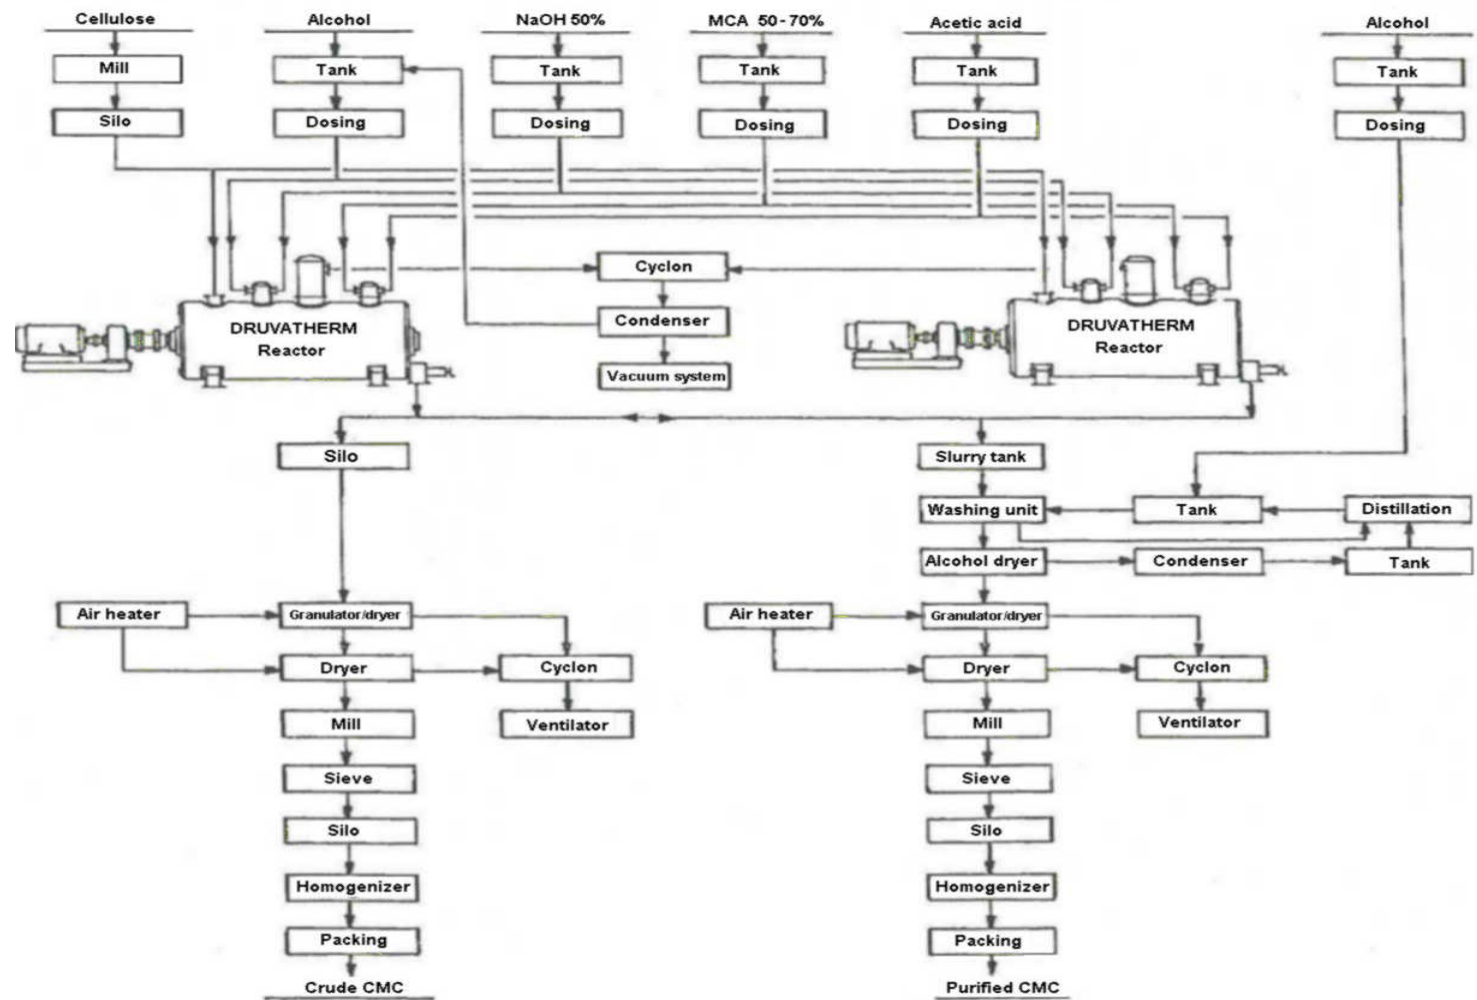 Cellulose
Alcohol
NaOH 50%
MCA 50-70%
Acetic acid
Alcohol
Mill
Tank
Tank
Tank
Tank
Tank
Silo
Dosing
Dosing
Dosing
Dosing
Dosing
Cyclon
DRUVATHERM
Reactor
Condenser
DRUVATHERM
Reactor
Vacuum system
Silo
Slurry tank
Washing unit
Tank
Distillation
Alcohol dryer
Condenser
Tank
Air heater
Granulator/dryer
Air heater
Granulator/dryer
Dryer
Cyclon
Dryer
Cyclon
Mill
Ventilator
Mill
Ventilator
Sieve
Sieve
Silo
Silo
Homogenizer
Homogenizer
Packing
Packing
Crude CMC
Purified CMC